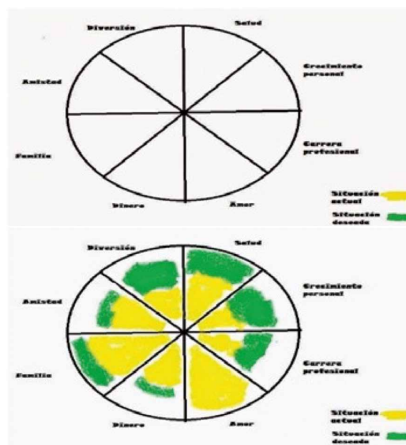 Diversión
Salud
Amistad
Crecimiento
personal
Familia
Carrera
profesional
Dinero
Amor
Situación
actual
Situación
deseada
Diversión
Salud
Amistad
Crecimiento
personal
Familia
Carrera
profesional
Dinero
Amor
Situación
actual
Situación
deseada